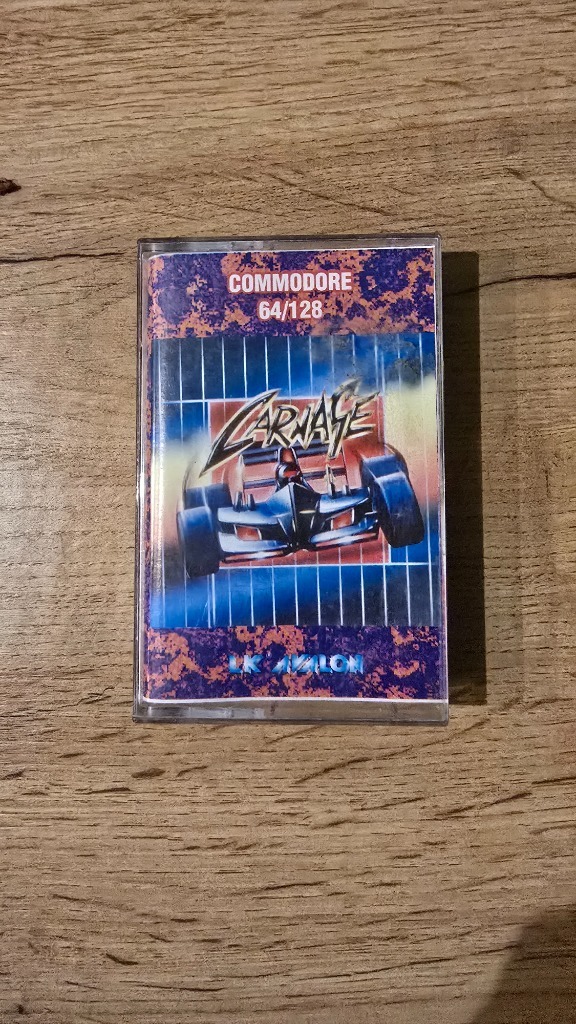 COMMODORE
64/128
CARNAGE
LK AVALON